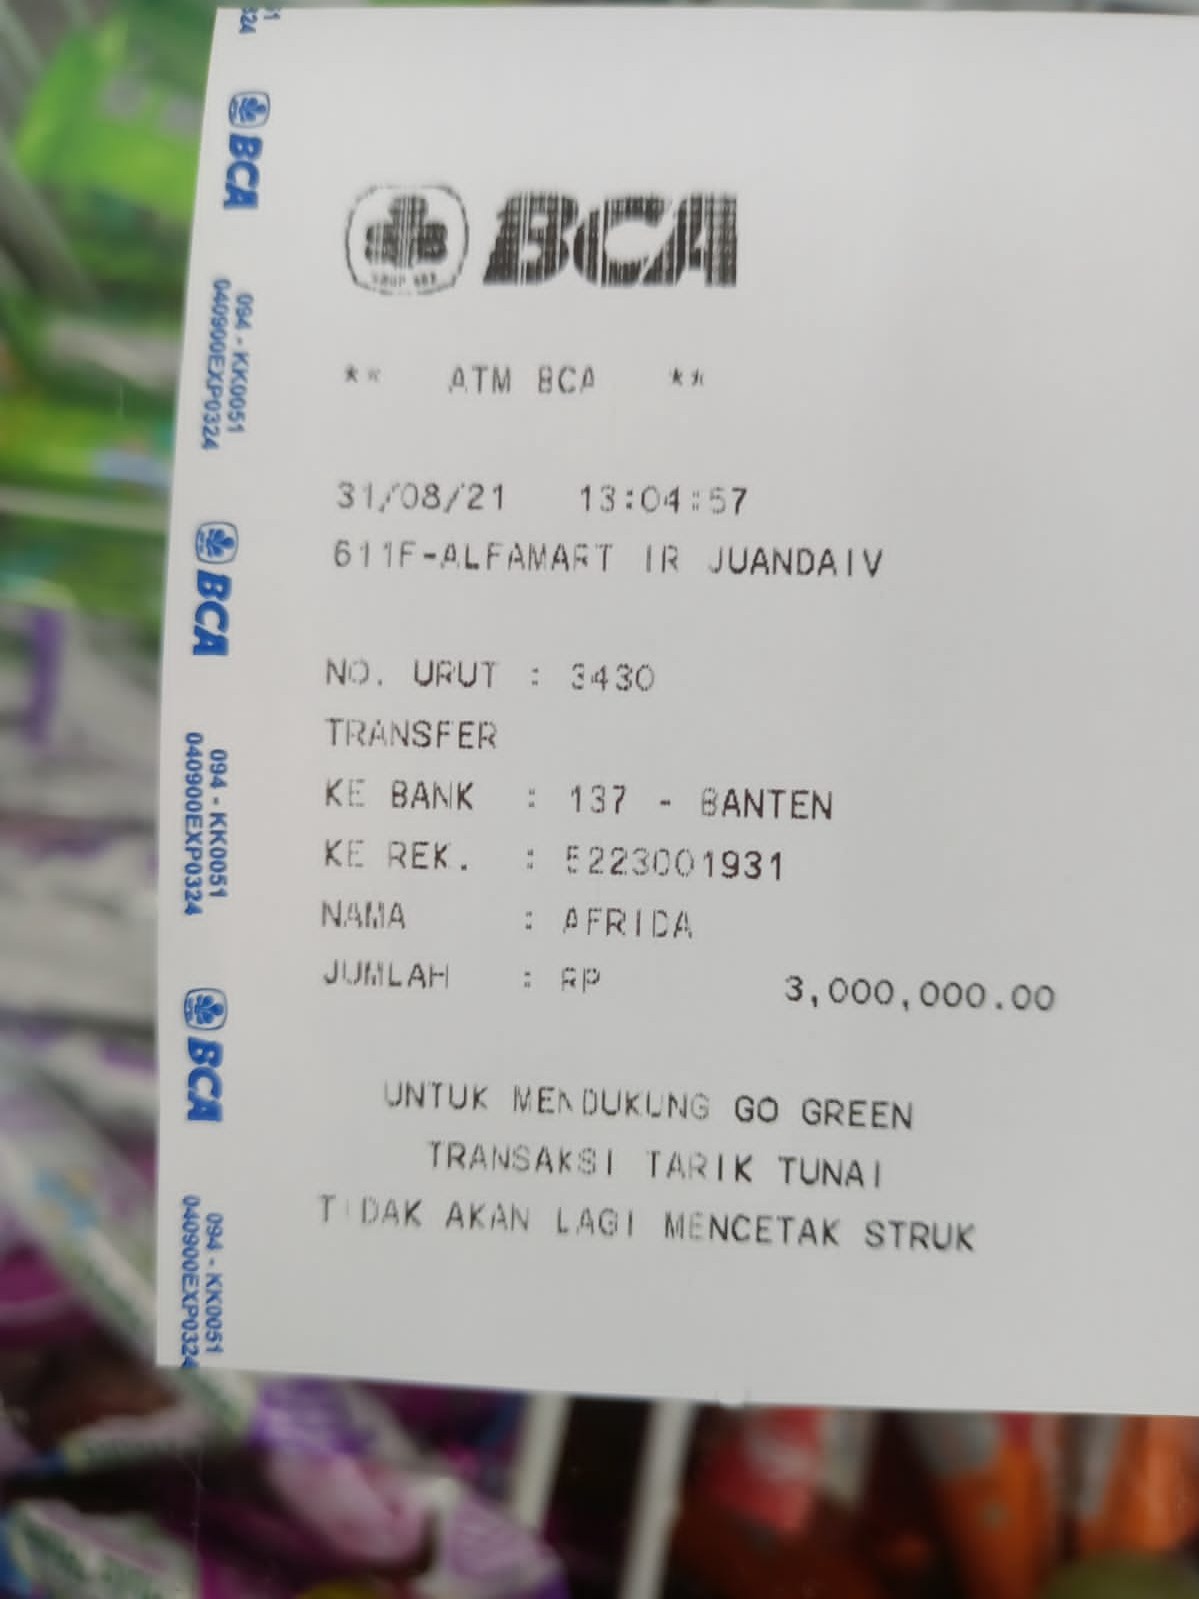 BCA
** ATM BCA **
31/08/21 13:04:57
611F-ALFAMART IR JUANDAIV
NO. URUT : 3430
TRANSFER
KE BANK : 137 - BANTEN
KE REK. : 5223001931
NAMA : AFRIDA
JUMLAH : RP 3,000,000.00
UNTUK MENDUKUNG GO GREEN
TRANSAKSI TARIK TUNAI
TIDAK AKAN LAGI MENCETAK STRUK
BCA
094 - KK0051
040900EXP0324
BCA
094 - KK0051
040900EXP0324
BCA
094 - KK0051
040900EXP0324